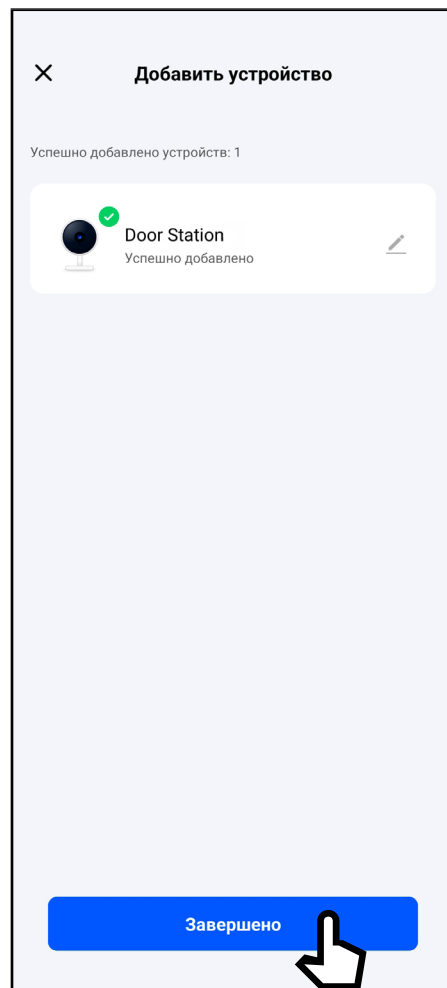 Добавить устройство
Успешно добавлено устройств: 1
Door Station
Успешно добавлено
Завершено